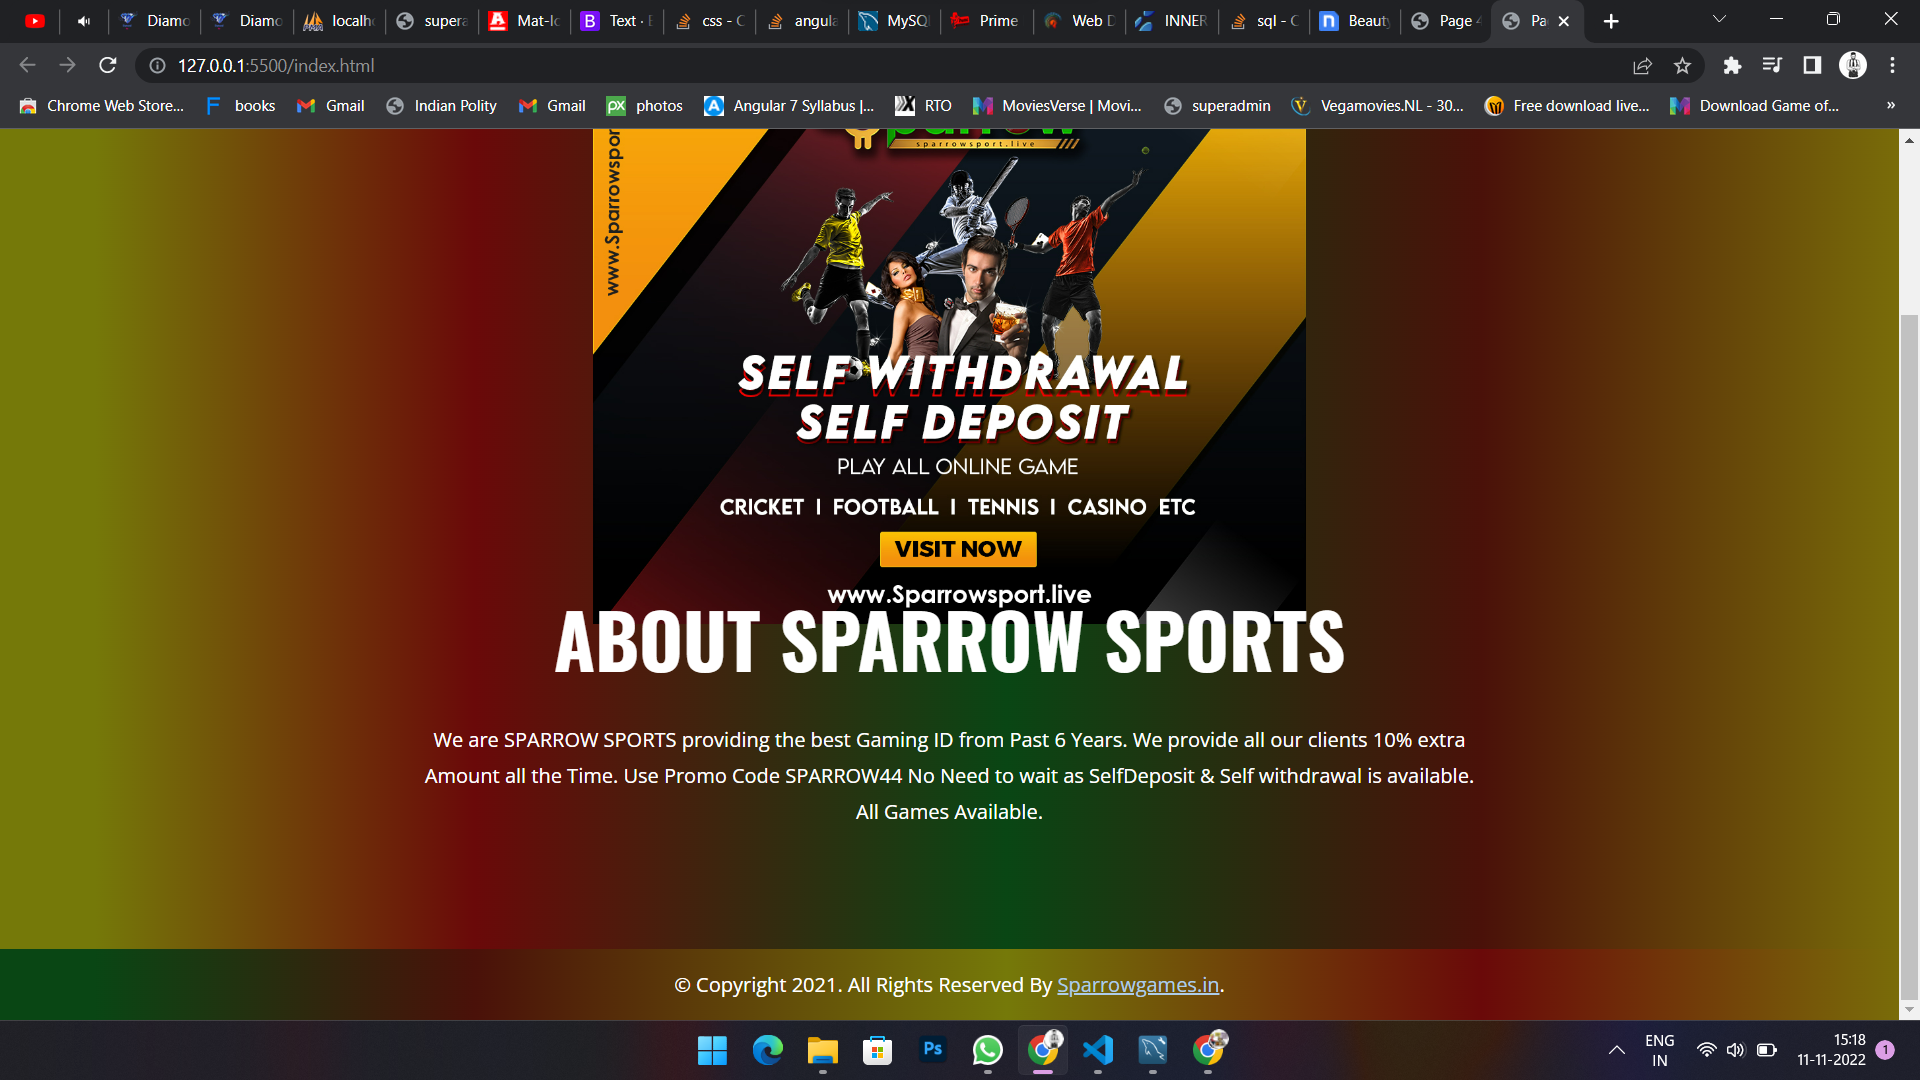 Diamo
Diamo
localho
supera
Mat-Ic
Text · B
css - C
angula
MySQL
Prime
Web D
INNER
sql - C
Beauty
Page 4
Pa
127.0.0.1:5500/index.html
Chrome Web Store...
books
Gmail
Indian Polity
Gmail
photos
Angular 7 Syllabus |...
RTO
MoviesVerse | Movi...
superadmin
Vegamovies.NL - 30...
Free download live...
Download Game of...
»
sparrowsport.live
www.Sparrowspor
SELF WITHDRAWAL
SELF DEPOSIT
PLAY ALL ONLINE GAME
CRICKET | FOOTBALL | TENNIS | CASINO ETC
VISIT NOW
www.Sparrowsport.live
ABOUT SPARROW SPORTS
We are SPARROW SPORTS providing the best Gaming ID from Past 6 Years. We provide all our clients 10% extra
Amount all the Time. Use Promo Code SPARROW44 No Need to wait as SelfDeposit & Self withdrawal is available.
All Games Available.
© Copyright 2021. All Rights Reserved By Sparrowgames.in.
Ps
ENG
IN
15:18
11-11-2022
1